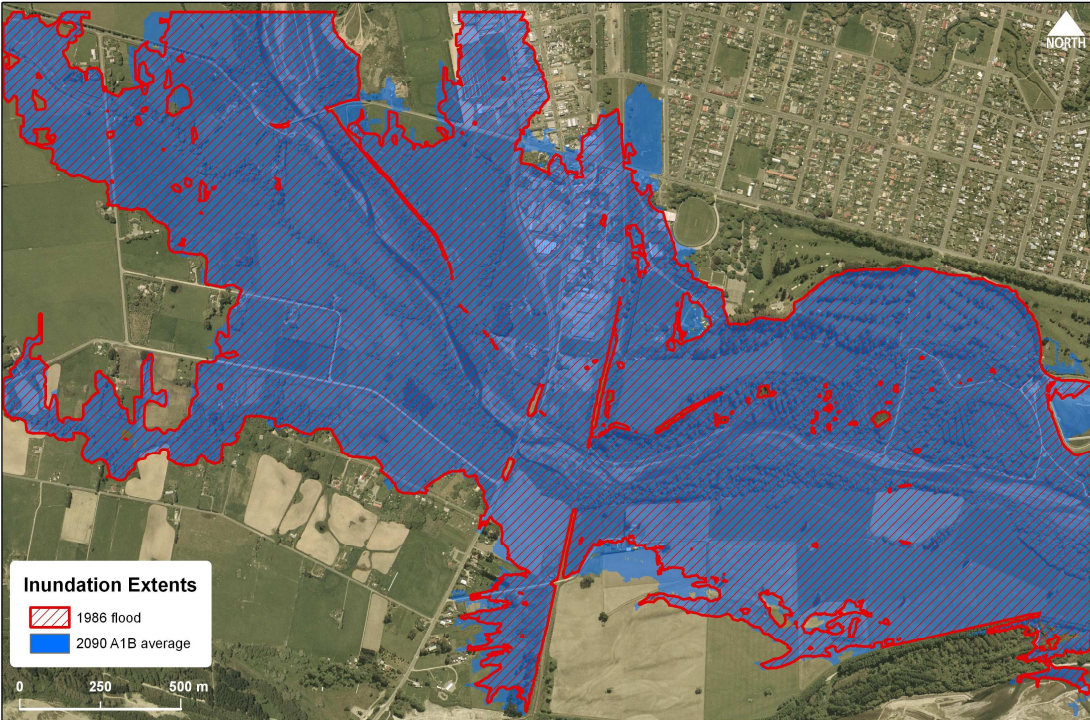 NORTH
Inundation Extents
1986 flood
2090 A1B average
0 250 500 m